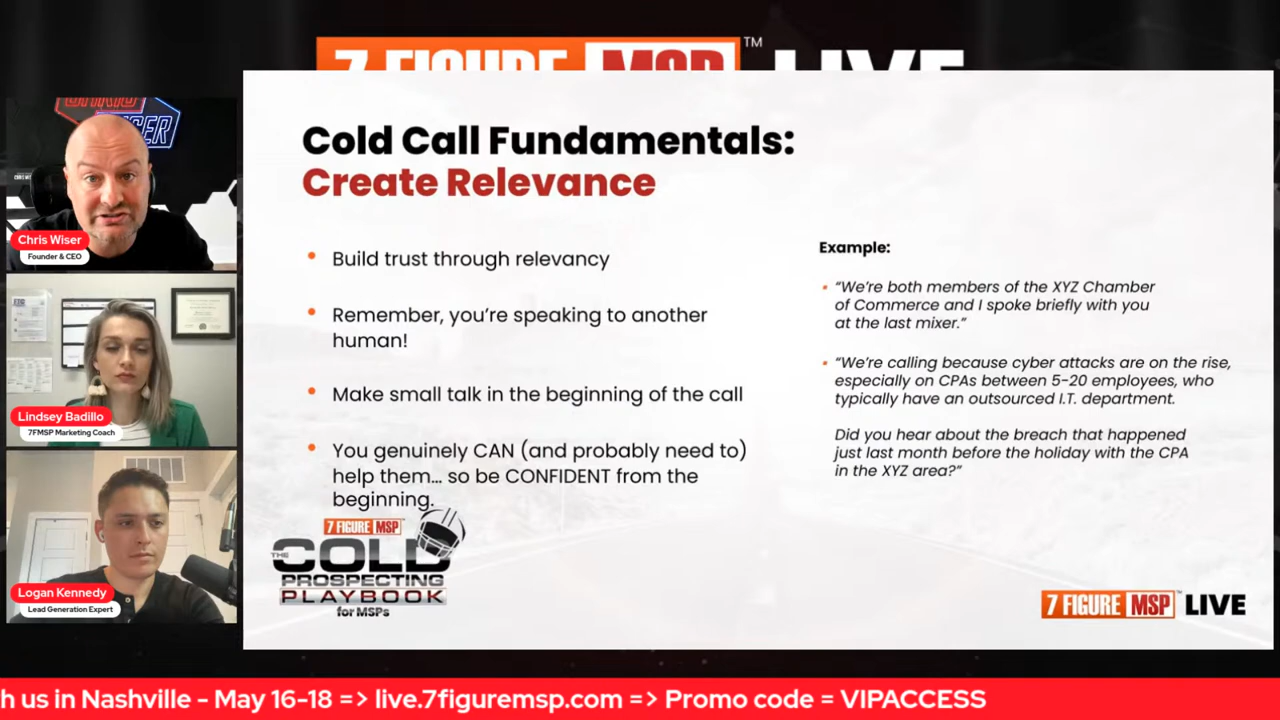 7 FIGURE MSP™ LIVE
Cold Call Fundamentals:
Create Relevance
Build trust through relevancy
Remember, you're speaking to another
human!
Make small talk in the beginning of the call
You genuinely CAN (and probably need to)
help them... so be CONFIDENT from the
beginning.
Example:
“We're both members of the XYZ Chamber
of Commerce and I spoke briefly with you
at the last mixer.”
“We're calling because cyber attacks are on the rise,
especially on CPAs between 5-20 employees, who
typically have an outsourced I.T. department.
Did you hear about the breach that happened
just last month before the holiday with the CPA
in the XYZ area?”
7 FIGURE MSP
THE COLD
PROSPECTING
PLAYBOOK
for MSPs
7 FIGURE MSP LIVE
Chris Wiser
Founder & CEO
Lindsey Badillo
7FMSP Marketing Coach
Logan Kennedy
Lead Generation Expert
h us in Nashville - May 16-18 => live.7figuremsp.com => Promo code = VIPACCESS